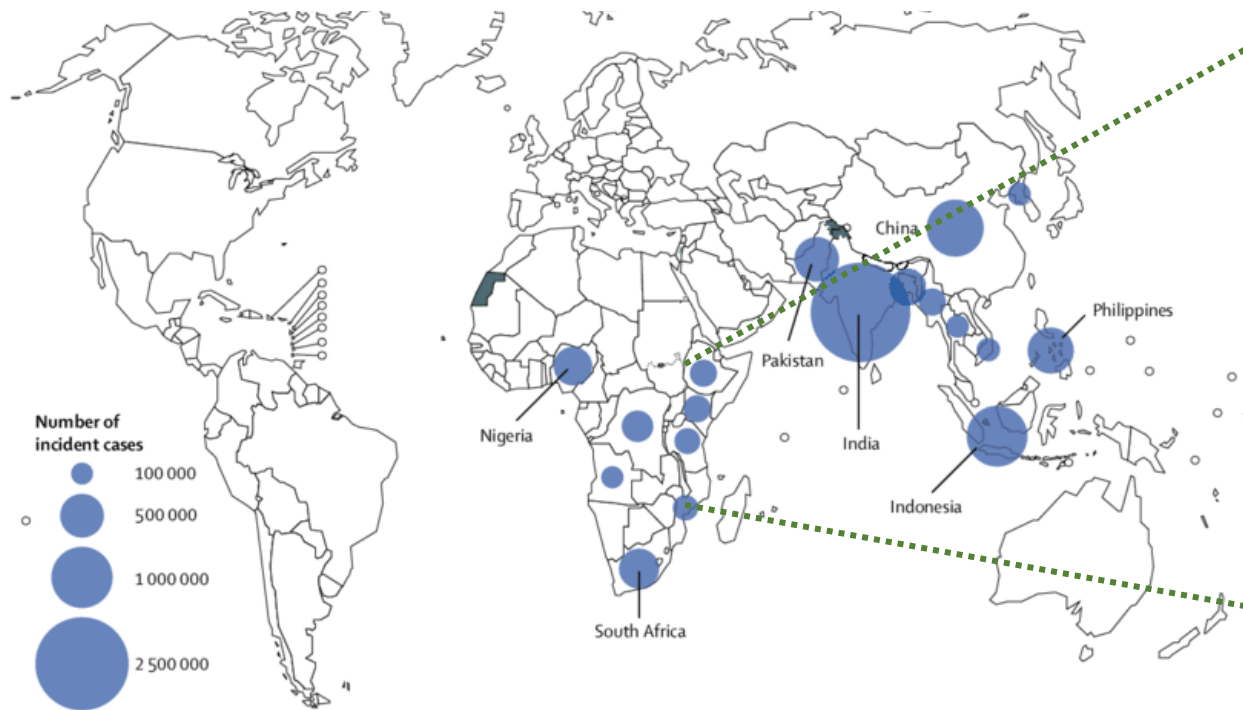 China
Philippines
Pakistan
Nigeria
India
Indonesia
South Africa
Number of
incident cases
100 000
500 000
1 000 000
2 500 000